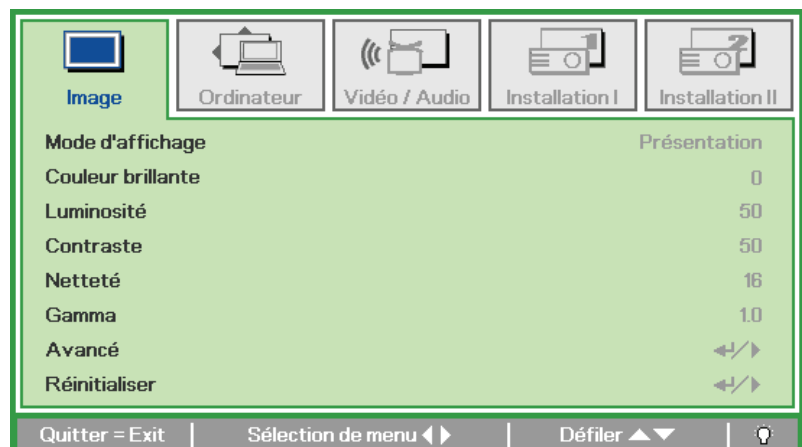 Image Ordinateur Vidéo / Audio Installation I Installation II
Mode d'affichage Présentation
Couleur brillante 0
Luminosité 50
Contraste 50
Netteté 16
Gamma 1.0
Avancé
Réinitialiser
Quitter = Exit Sélection de menu Défiler